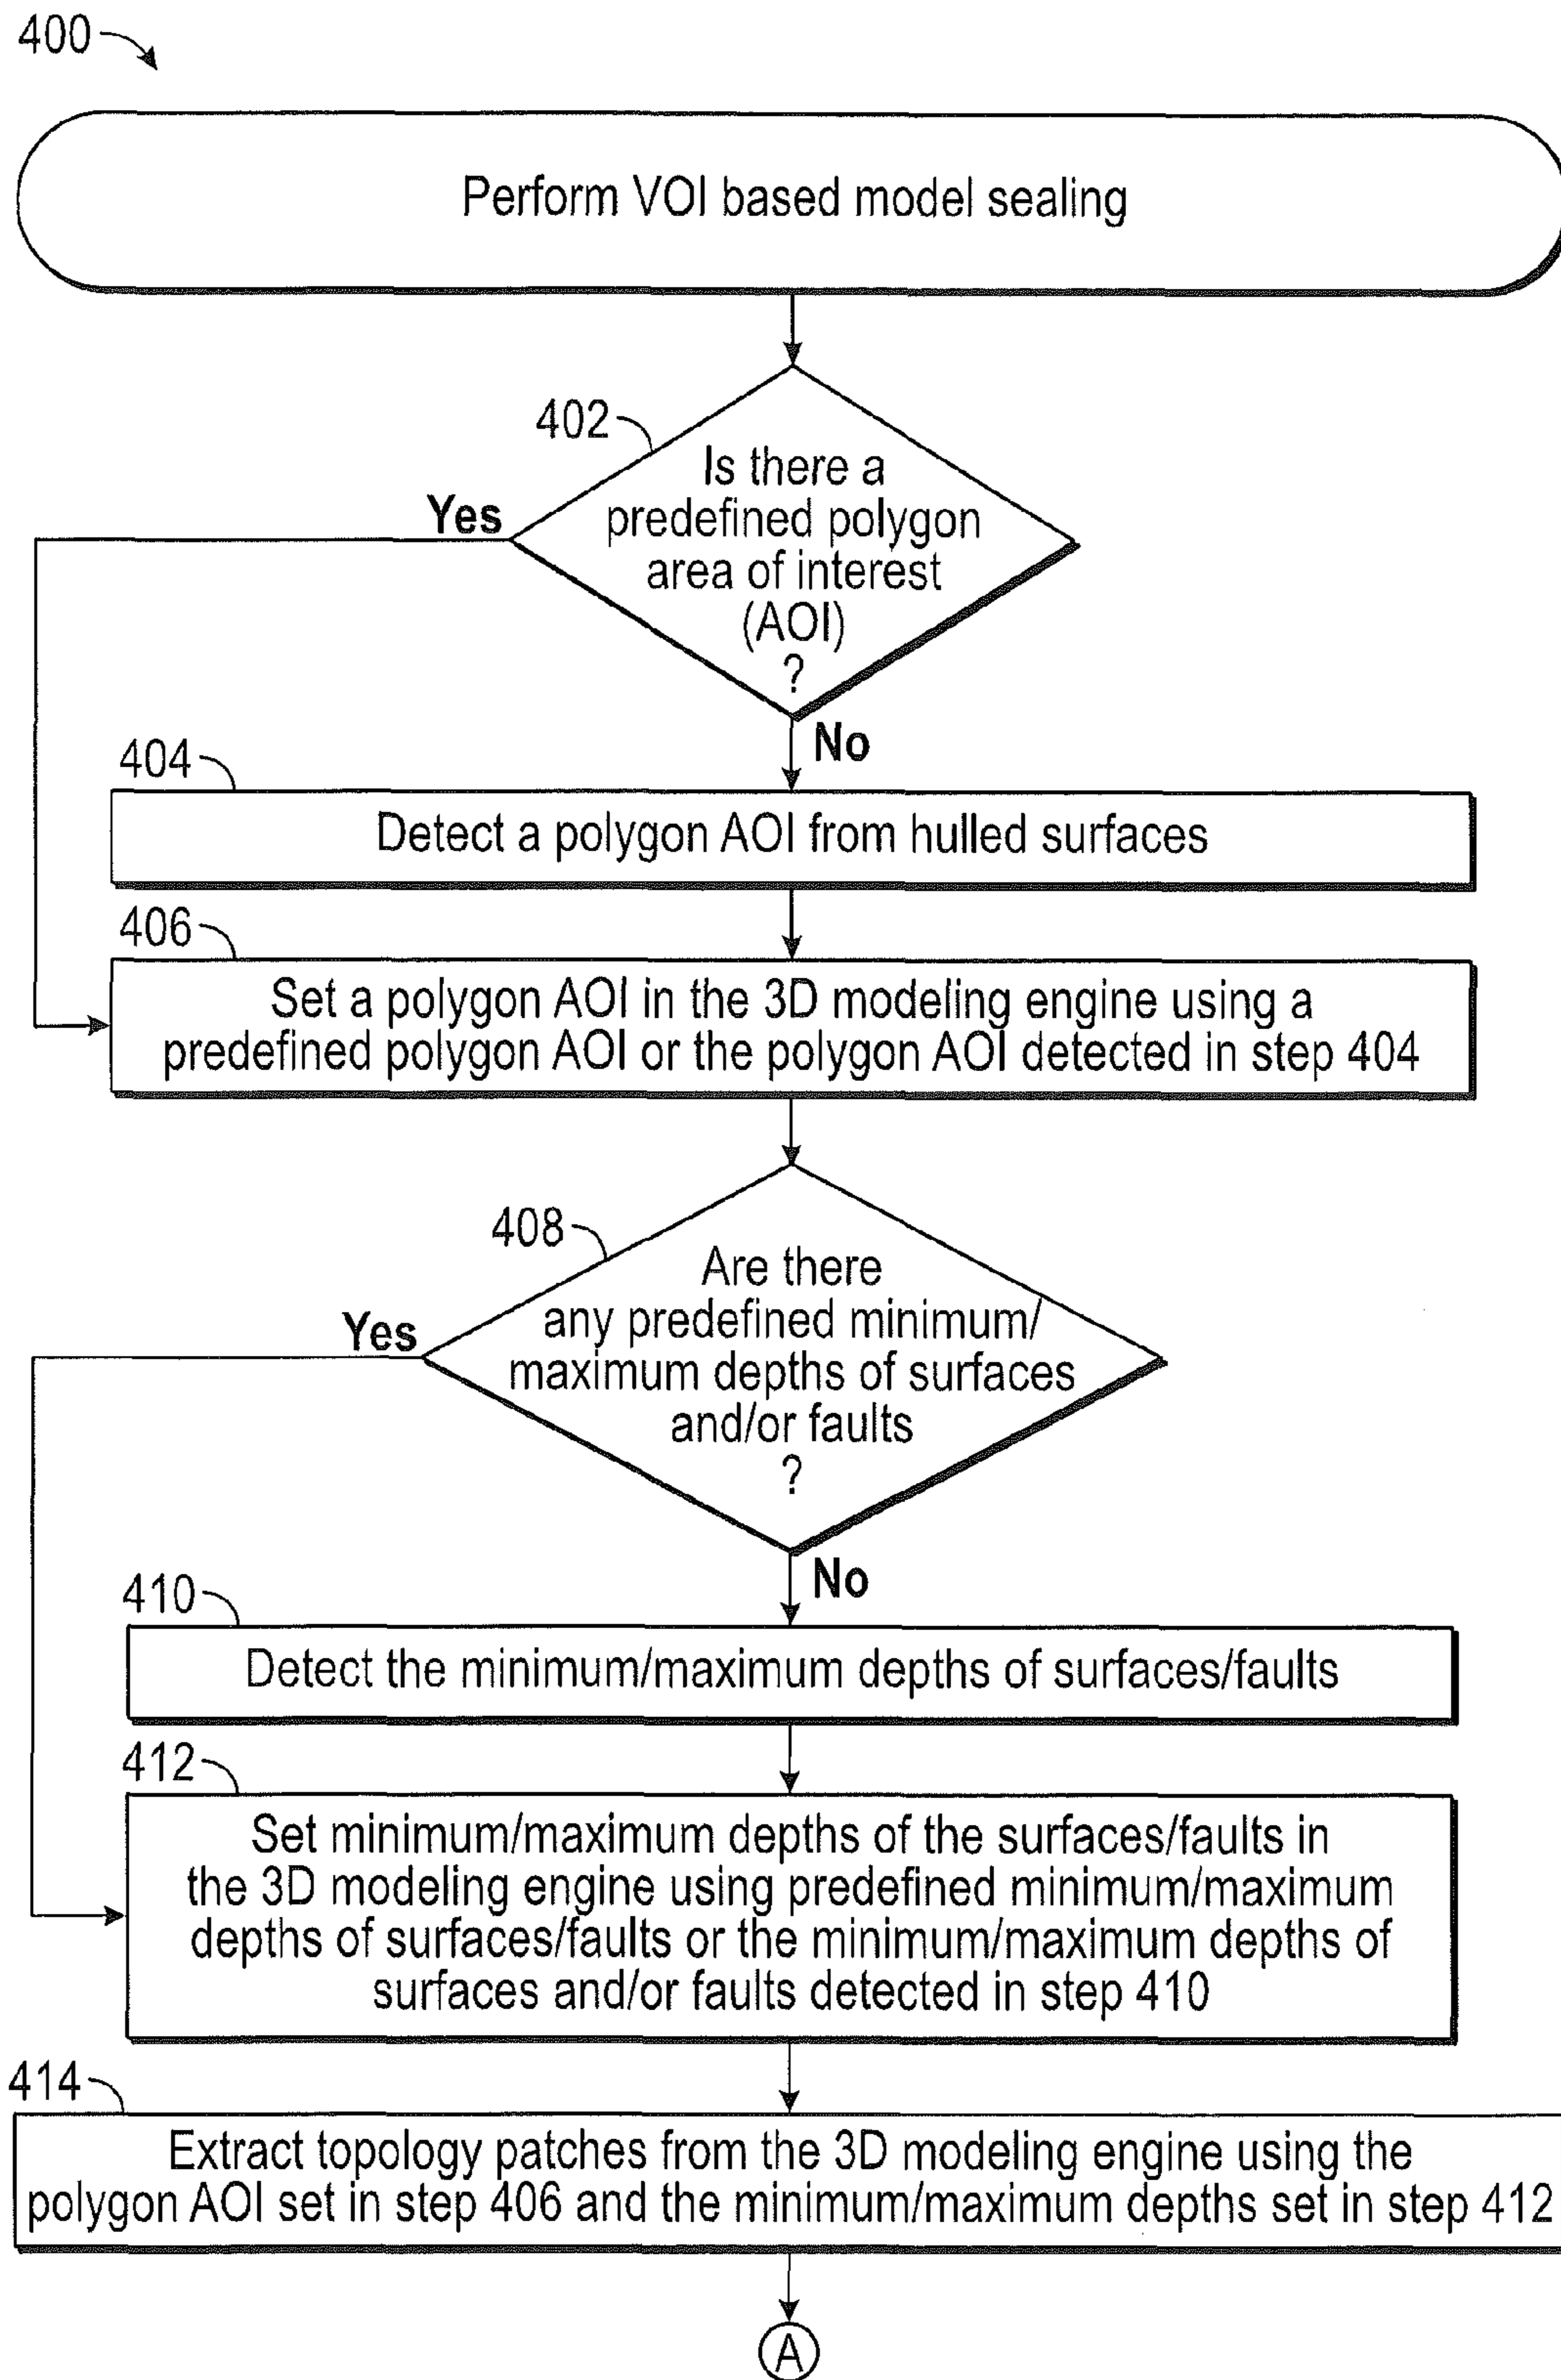 400
Perform VOI based model sealing
402
Is there a
predefined polygon
area of interest
(AOI)
?
Yes
No
404
Detect a polygon AOI from hulled surfaces
406
Set a polygon AOI in the 3D modeling engine using a
predefined polygon AOI or the polygon AOI detected in step 404
408
Are there
any predefined minimum/
maximum depths of surfaces
and/or faults
?
Yes
No
410
Detect the minimum/maximum depths of surfaces/faults
412
Set minimum/maximum depths of the surfaces/faults in
the 3D modeling engine using predefined minimum/maximum
depths of surfaces/faults or the minimum/maximum depths of
surfaces and/or faults detected in step 410
414
Extract topology patches from the 3D modeling engine using the
polygon AOI set in step 406 and the minimum/maximum depths set in step 412
A